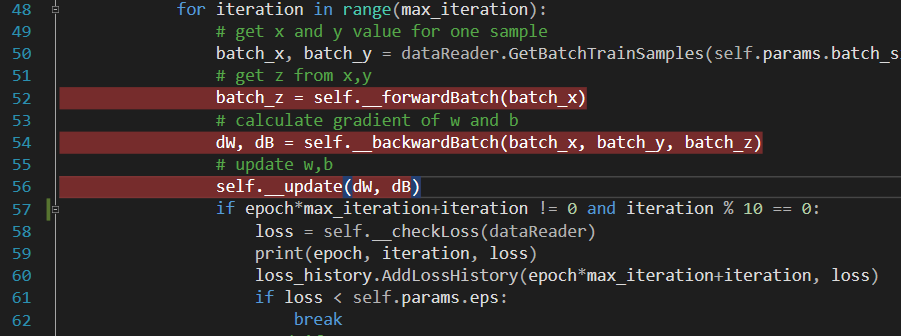 48 for iteration in range(max_iteration):
49 # get x and y value for one sample
50 batch_x, batch_y = dataReader.GetBatchTrainSamples(self.params.batch_s
51 # get z from x,y
52 batch_z = self.__forwardBatch(batch_x)
53 # calculate gradient of w and b
54 dW, dB = self.__backwardBatch(batch_x, batch_y, batch_z)
55 # update w,b
56 self.__update(dW, dB)
57 if epoch*max_iteration+iteration != 0 and iteration % 10 == 0:
58 loss = self.__checkLoss(dataReader)
59 print(epoch, iteration, loss)
60 loss_history.AddLossHistory(epoch*max_iteration+iteration, loss)
61 if loss < self.params.eps:
62 break